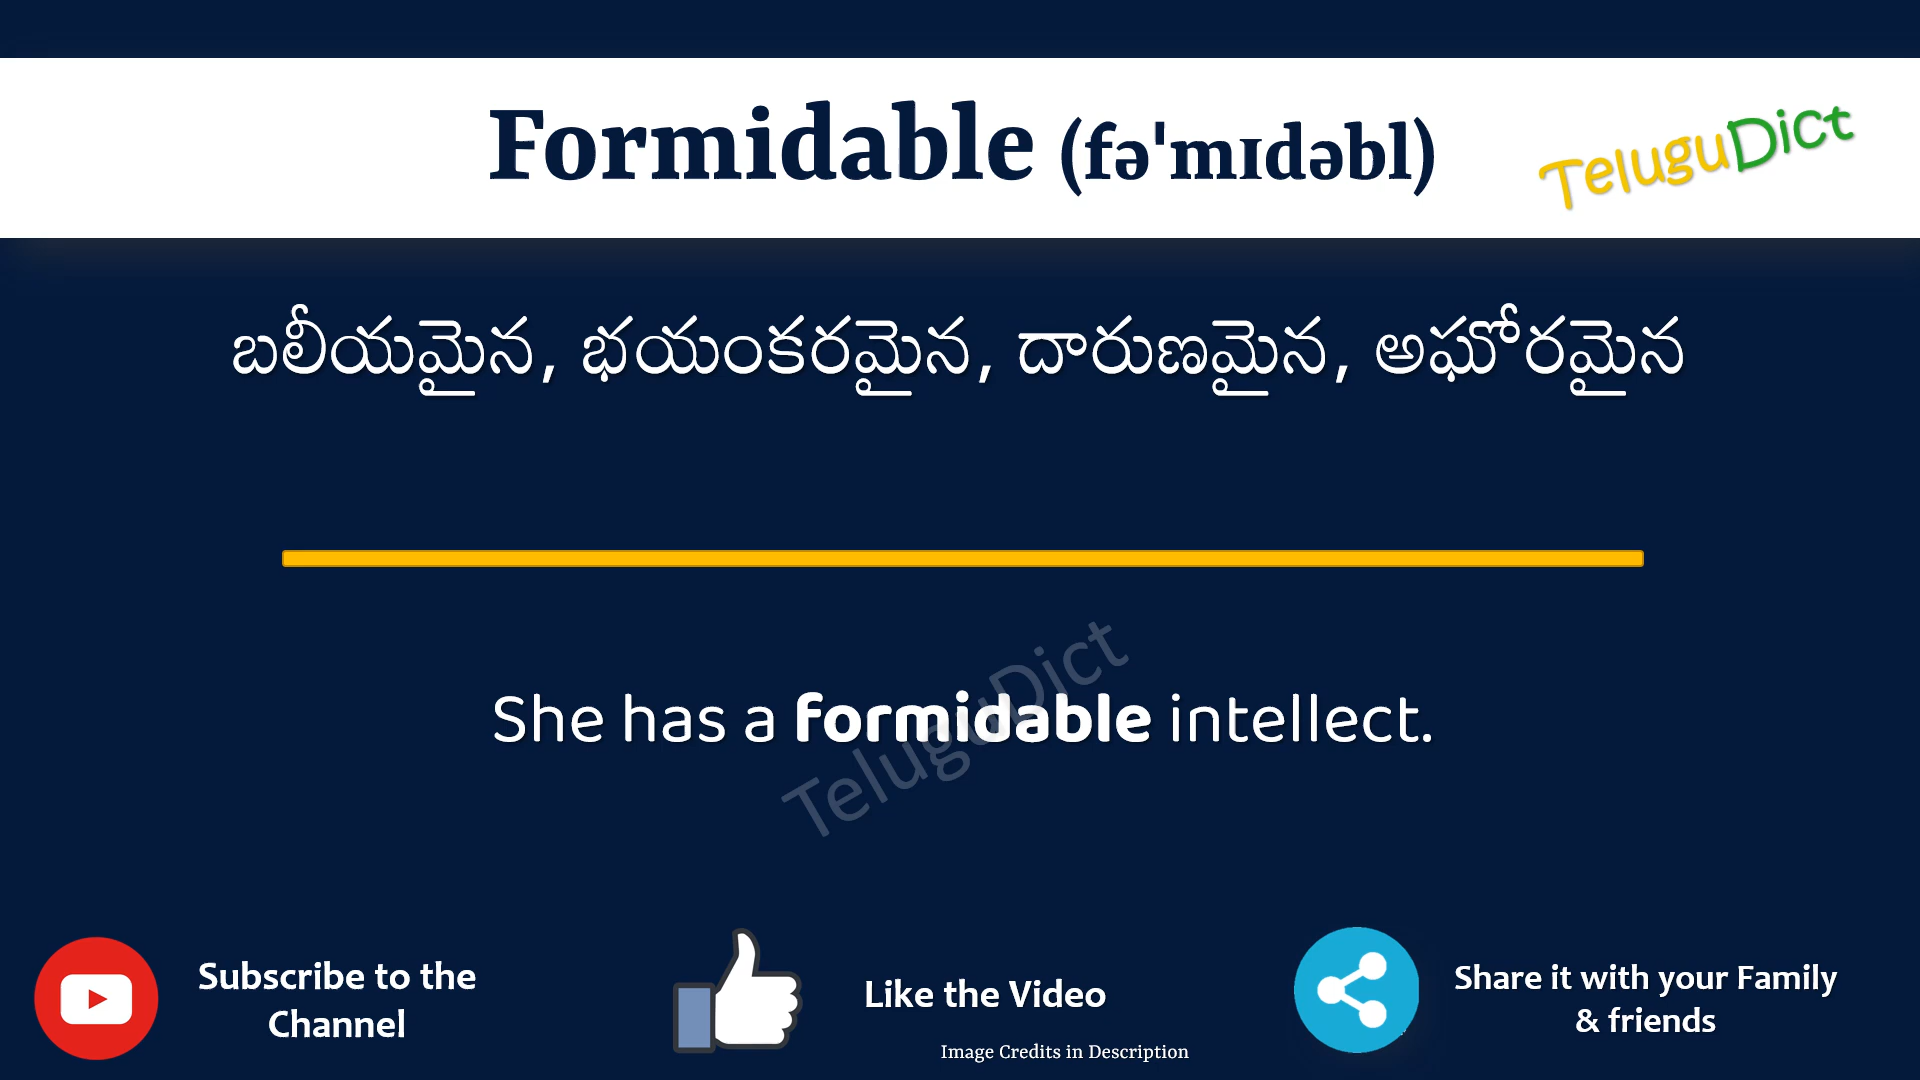 Formidable (fə'mɪdəbl)
TeluguDict
బలీయమైన, భయంకరమైన, దారుణమైన, అఘోరమైన
She has a formidable intellect.
TeluguDict
Subscribe to the
Channel
Like the Video
Share it with your Family
& friends
Image Credits in Description